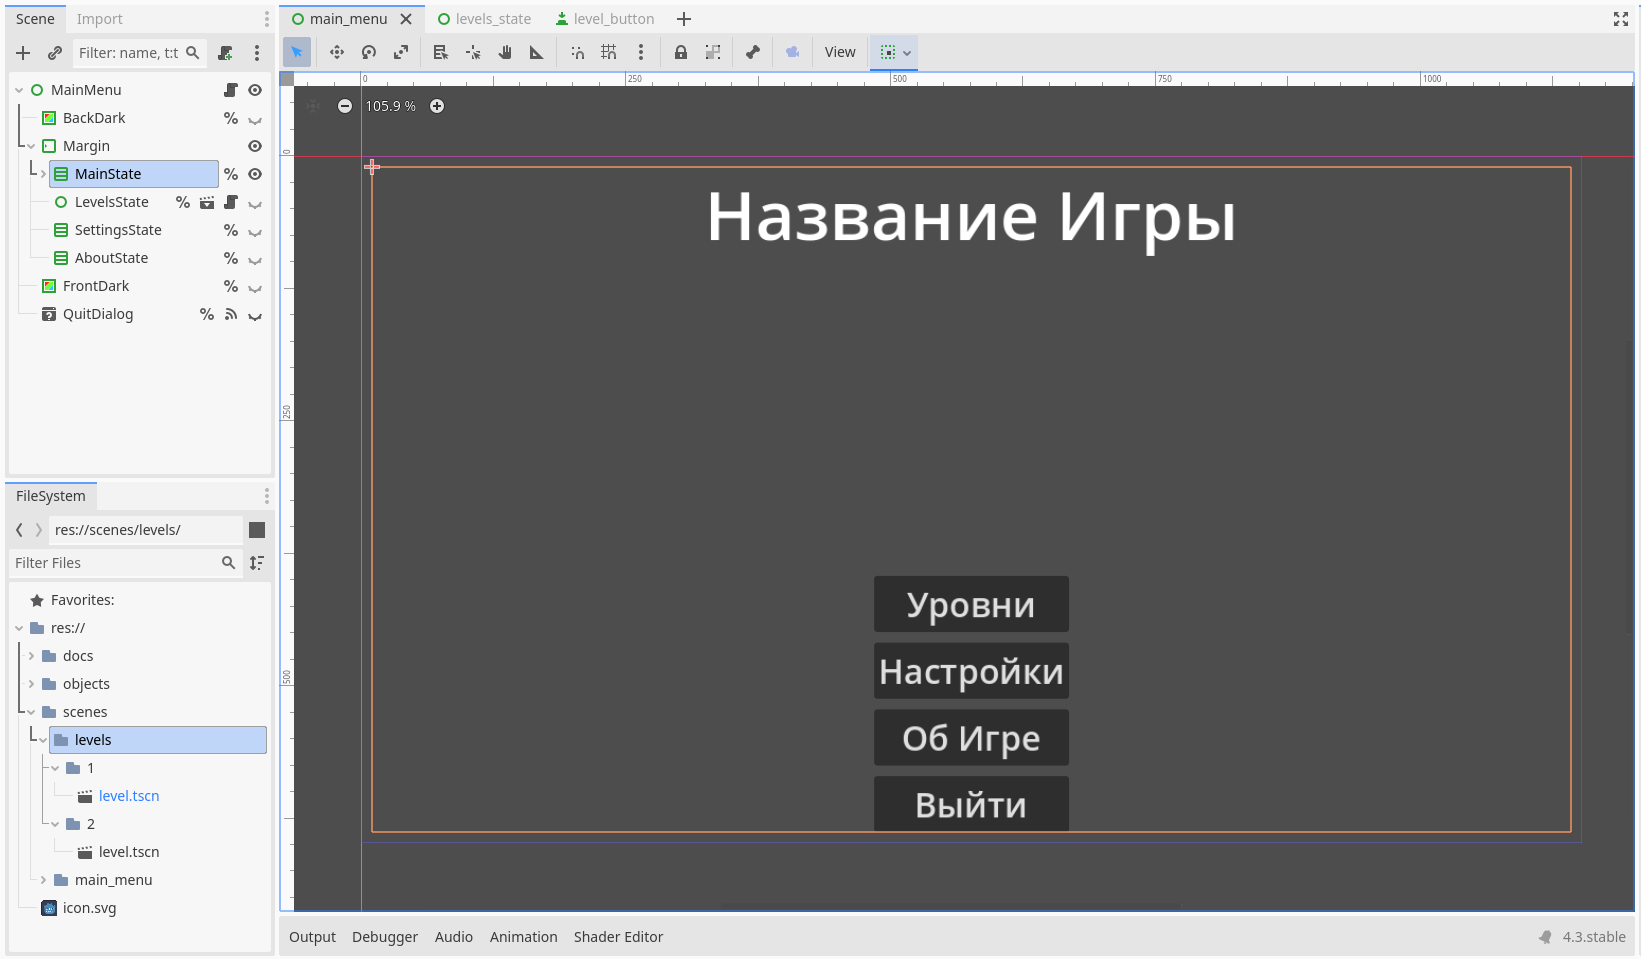 Scene Import
Filter: name, t:t
MainMenu
BackDark
Margin
MainState
LevelsState
SettingsState
AboutState
FrontDark
QuitDialog
FileSystem
res://scenes/levels/
Filter Files
Favorites:
res://
docs
objects
scenes
levels
1
level.tscn
2
level.tscn
main_menu
icon.svg
main_menu levels_state level_button
View
0 250 500 750 1000
105.9 %
0
250
500
Название Игры
Уровни
Настройки
Об Игре
Выйти
Output Debugger Audio Animation Shader Editor 4.3.stable